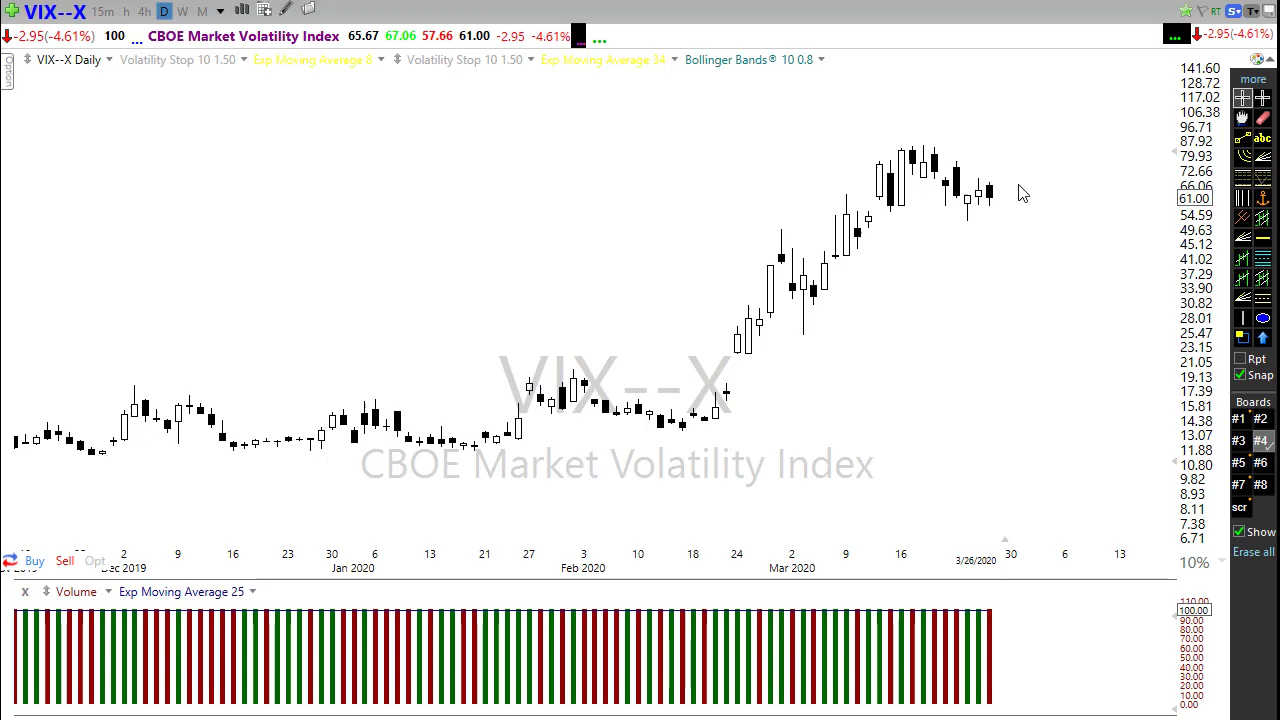 VIX--X 15m h 4h D W M RT S T
-2.95(-4.61%) 100 ... CBOE Market Volatility Index 65.67 67.06 57.66 61.00 -2.95 -4.61% ... ... ... -2.95(-4.61%)
Option
VIX--X Daily Volatility Stop 10 1.50 Exp Moving Average 8 Volatility Stop 10 1.50 Exp Moving Average 34 Bollinger Bands® 10 0.8
141.60
128.72
117.02
106.38
96.71
87.92
79.93
72.66
66.06
61.00
54.59
49.63
45.12
41.02
37.29
33.90
30.82
28.01
25.47
23.15
21.05
19.13
17.39
15.81
14.38
13.07
11.88
10.80
9.82
8.93
8.11
7.38
6.71
10%
more
abc
Rpt
Snap
Boards
#1 #2
#3 #4
#5 #6
#7 #8
scr
Show
Erase all
VIX--X
CBOE Market Volatility Index
2 9 16 23 30 6 13 21 27 3 10 18 24 2 9 16 3/26/2020 30 6 13
Buy Sell Opt
2019 Dec 2019 Jan 2020 Feb 2020 Mar 2020
X Volume Exp Moving Average 25
110.00
100.00
90.00
80.00
70.00
60.00
50.00
40.00
30.00
20.00
10.00
0.00